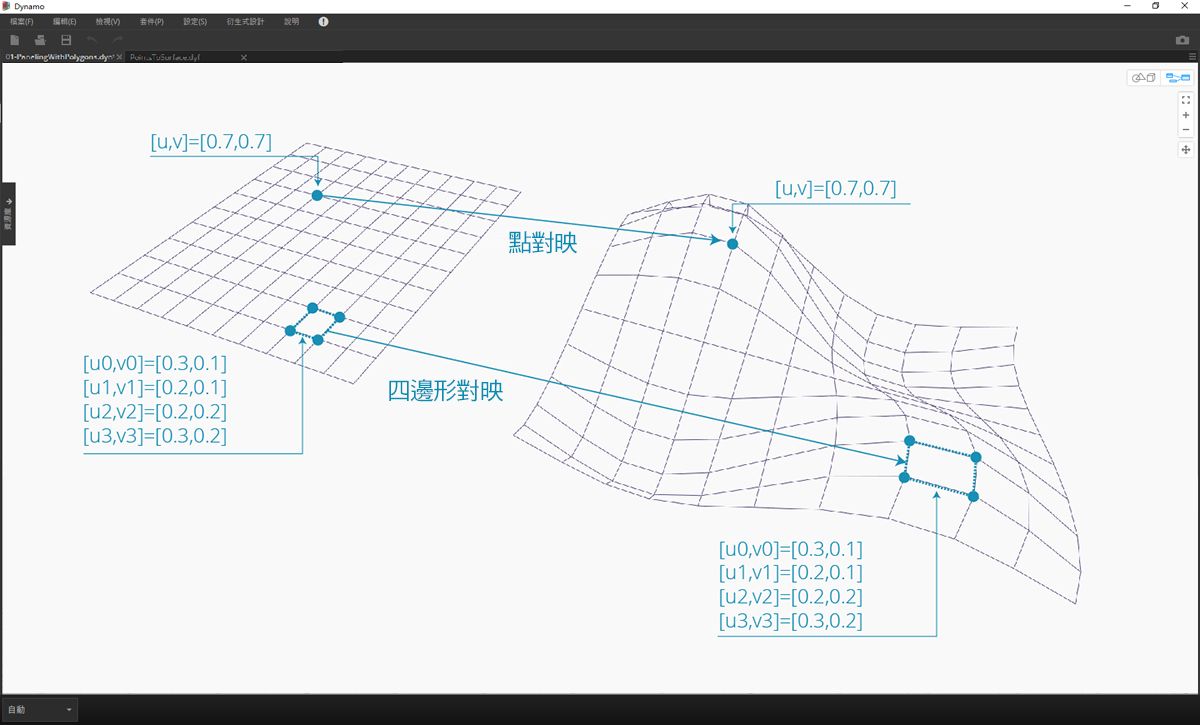 Dynamo
檔案(F) 編輯(E) 檢視(V) 套件(P) 設定(S) 衍生式設計 說明
01-PanelingWithPolygons.dyn* PointsToSurface.dyf
資源庫
[u,v]=[0.7,0.7]
[u,v]=[0.7,0.7]
點對映
[u0,v0]=[0.3,0.1]
[u1,v1]=[0.2,0.1]
[u2,v2]=[0.2,0.2]
[u3,v3]=[0.3,0.2]
四邊形對映
[u0,v0]=[0.3,0.1]
[u1,v1]=[0.2,0.1]
[u2,v2]=[0.2,0.2]
[u3,v3]=[0.3,0.2]
自動